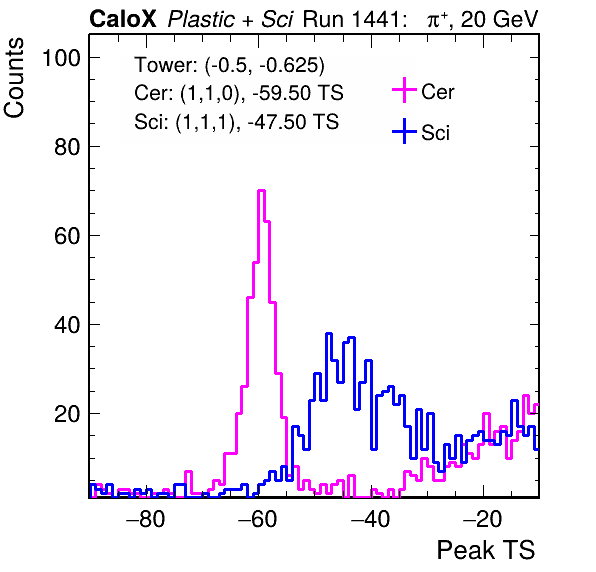 CaloX Plastic + Sci Run 1441: π+, 20 GeV
Counts
Tower: (-0.5, -0.625)
Cer: (1,1,0), -59.50 TS
Sci: (1,1,1), -47.50 TS
Cer
Sci
100
80
60
40
20
−80 −60 −40 −20
Peak TS